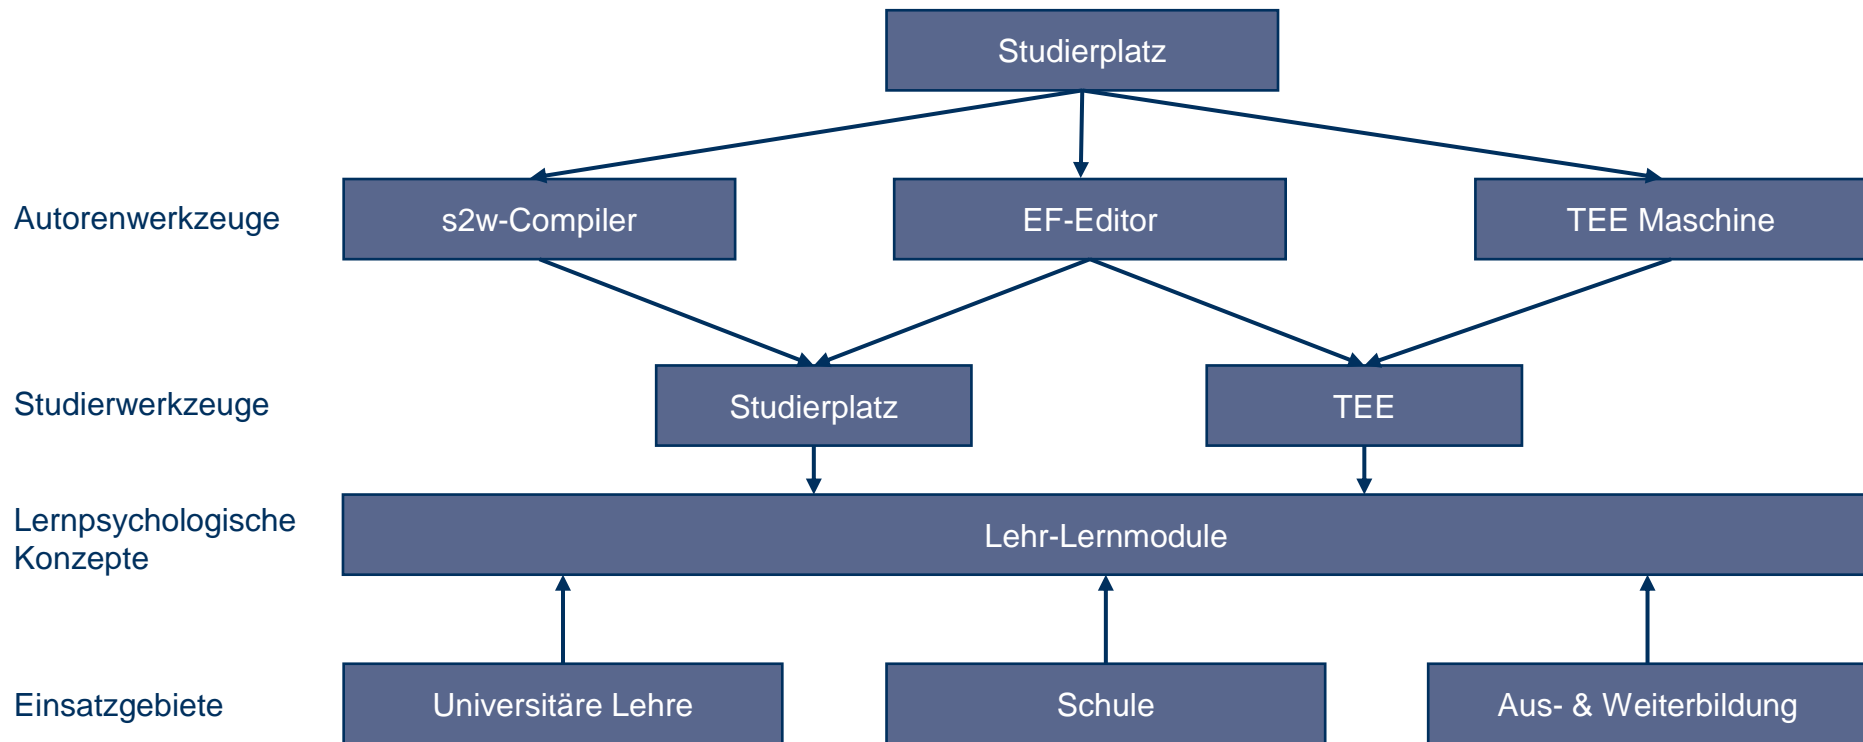 Studierplatz
Autorenwerkzeuge
s2w-Compiler
EF-Editor
TEE Maschine
Studierwerkzeuge
Studierplatz
TEE
Lernpsychologische
Konzepte
Lehr-Lernmodule
Einsatzgebiete
Universitäre Lehre
Schule
Aus- & Weiterbildung